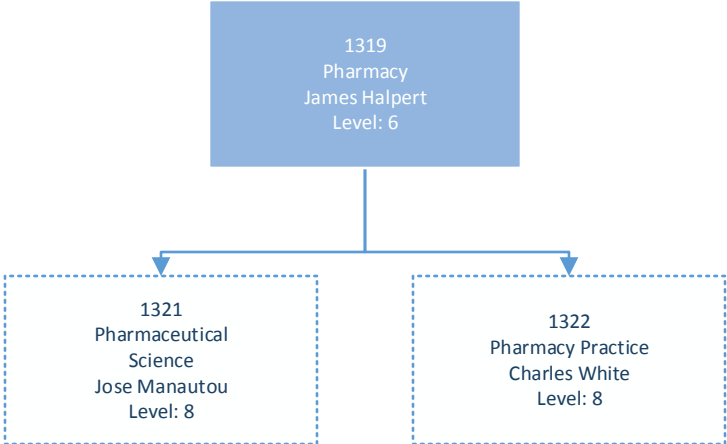 1319
Pharmacy
James Halpert
Level: 6
1321
Pharmaceutical
Science
Jose Manautou
Level: 8
1322
Pharmacy Practice
Charles White
Level: 8